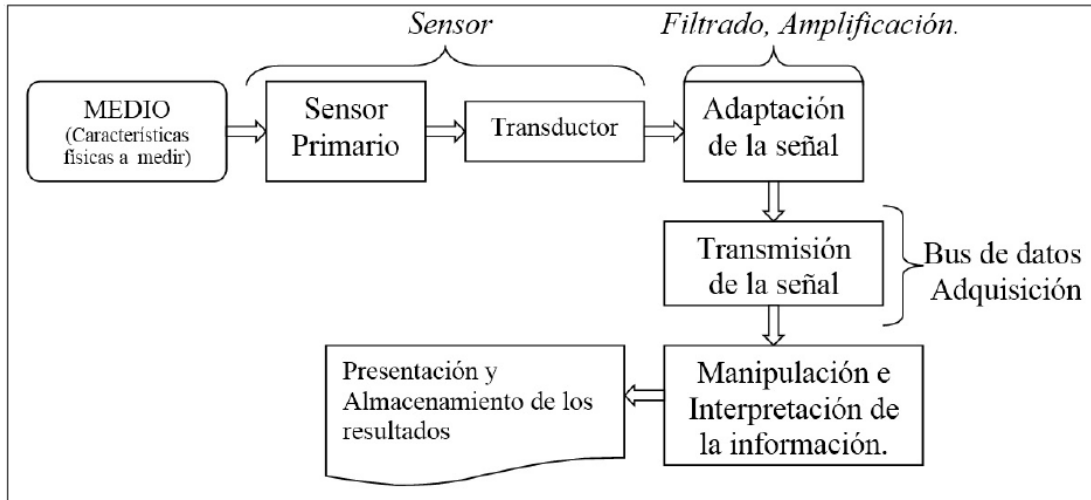 Sensor
Filtrado, Amplificación.
MEDIO
(Características
físicas a medir)
Sensor
Primario
Transductor
Adaptación
de la señal
Transmisión
de la señal
Bus de datos
Adquisición
Manipulación e
Interpretación de
la información.
Presentación y
Almacenamiento de los
resultados